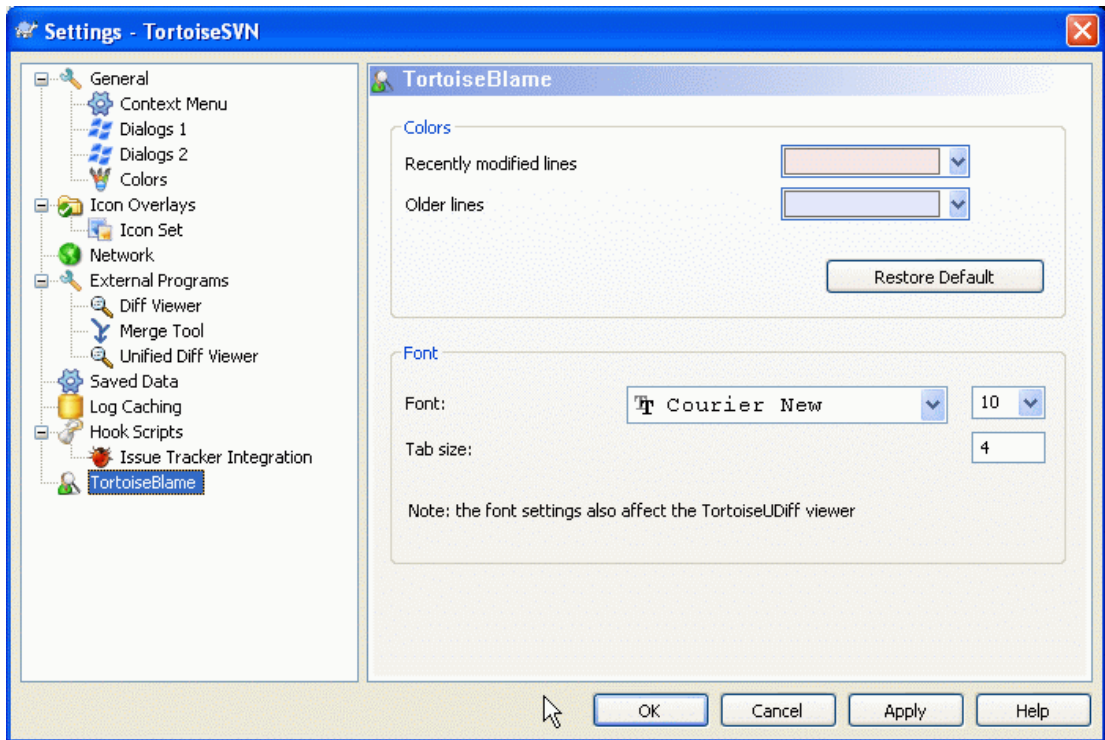 Settings - TortoiseSVN
General
Context Menu
Dialogs 1
Dialogs 2
Colors
Icon Overlays
Icon Set
Network
External Programs
Diff Viewer
Merge Tool
Unified Diff Viewer
Saved Data
Log Caching
Hook Scripts
Issue Tracker Integration
TortoiseBlame
TortoiseBlame
Colors
Recently modified lines
Older lines
Restore Default
Font
Font: Courier New 10
Tab size: 4
Note: the font settings also affect the TortoiseUDiff viewer
OK Cancel Apply Help